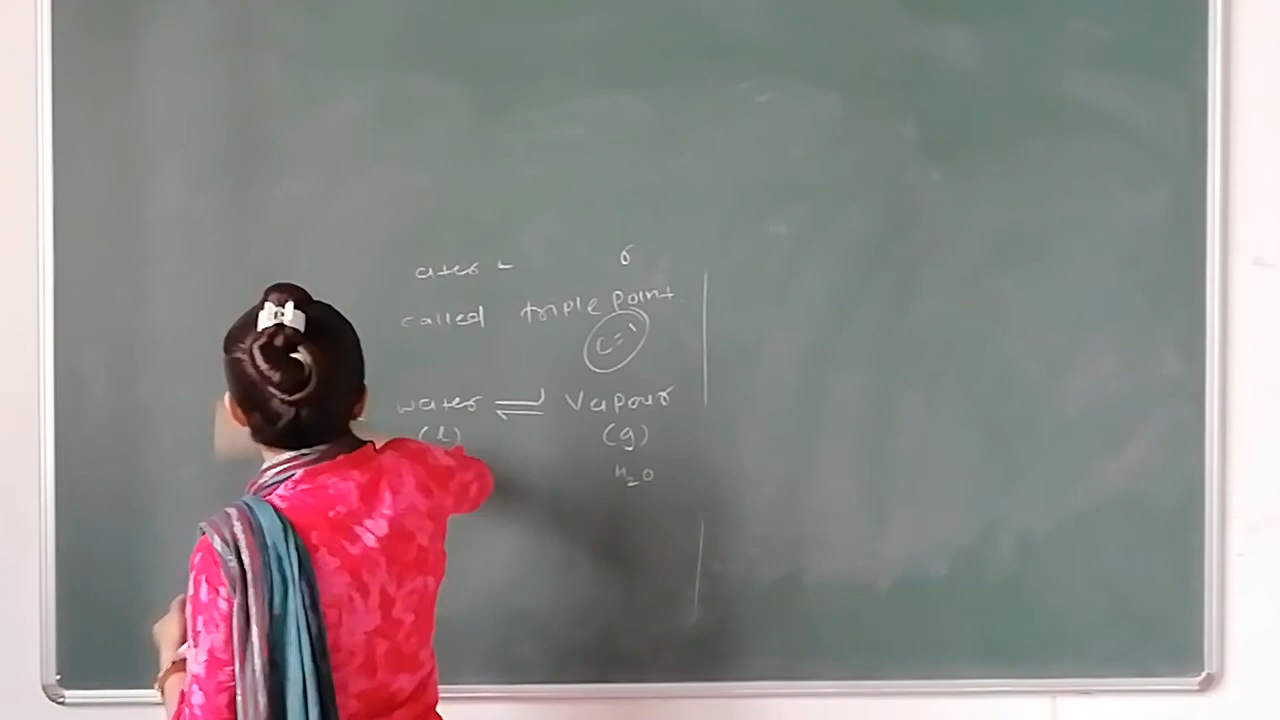 called triple point
C=1
water ⇌ Vapour
(l) (g)
H₂O